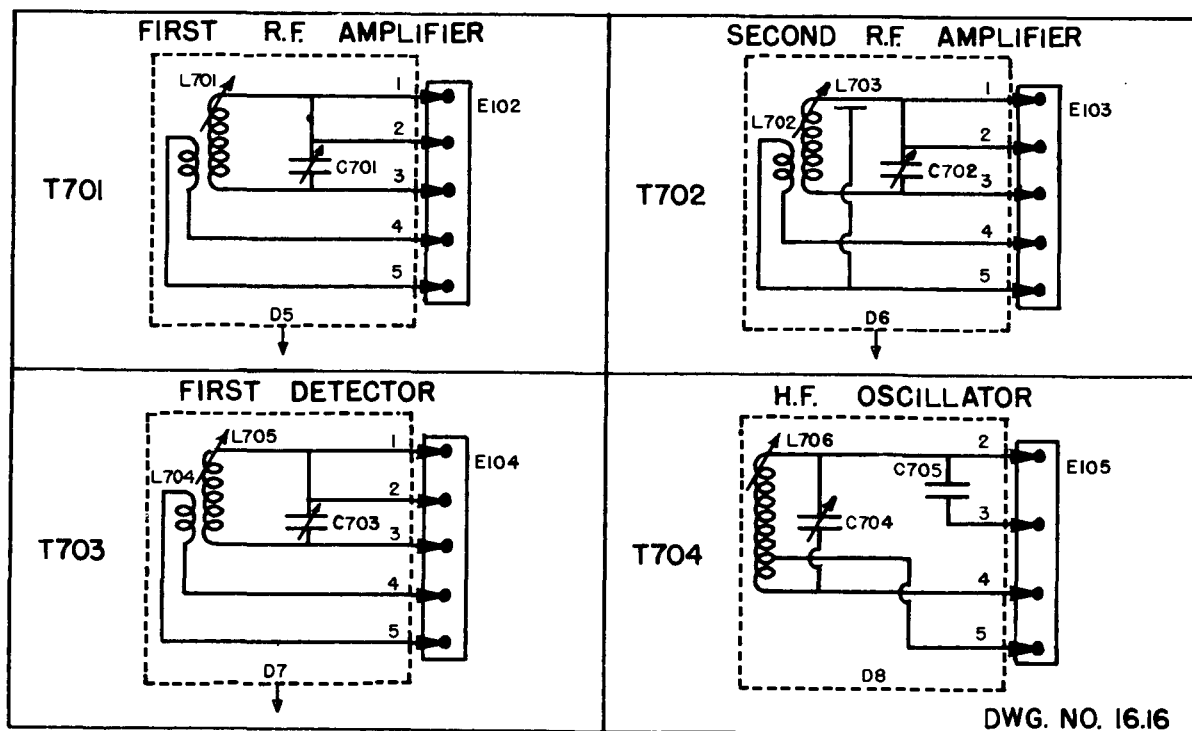 FIRST R.F. AMPLIFIER
L701
1
E102
2
C701
3
T701
4
5
D5
SECOND R.F. AMPLIFIER
L703
1
E103
L702
2
C702
3
T702
4
5
D6
FIRST DETECTOR
L705
1
E104
L704
2
C703
3
T703
4
5
D7
H.F. OSCILLATOR
L706
2
E105
C705
C704
3
T704
4
5
D8
DWG. NO. 16.16